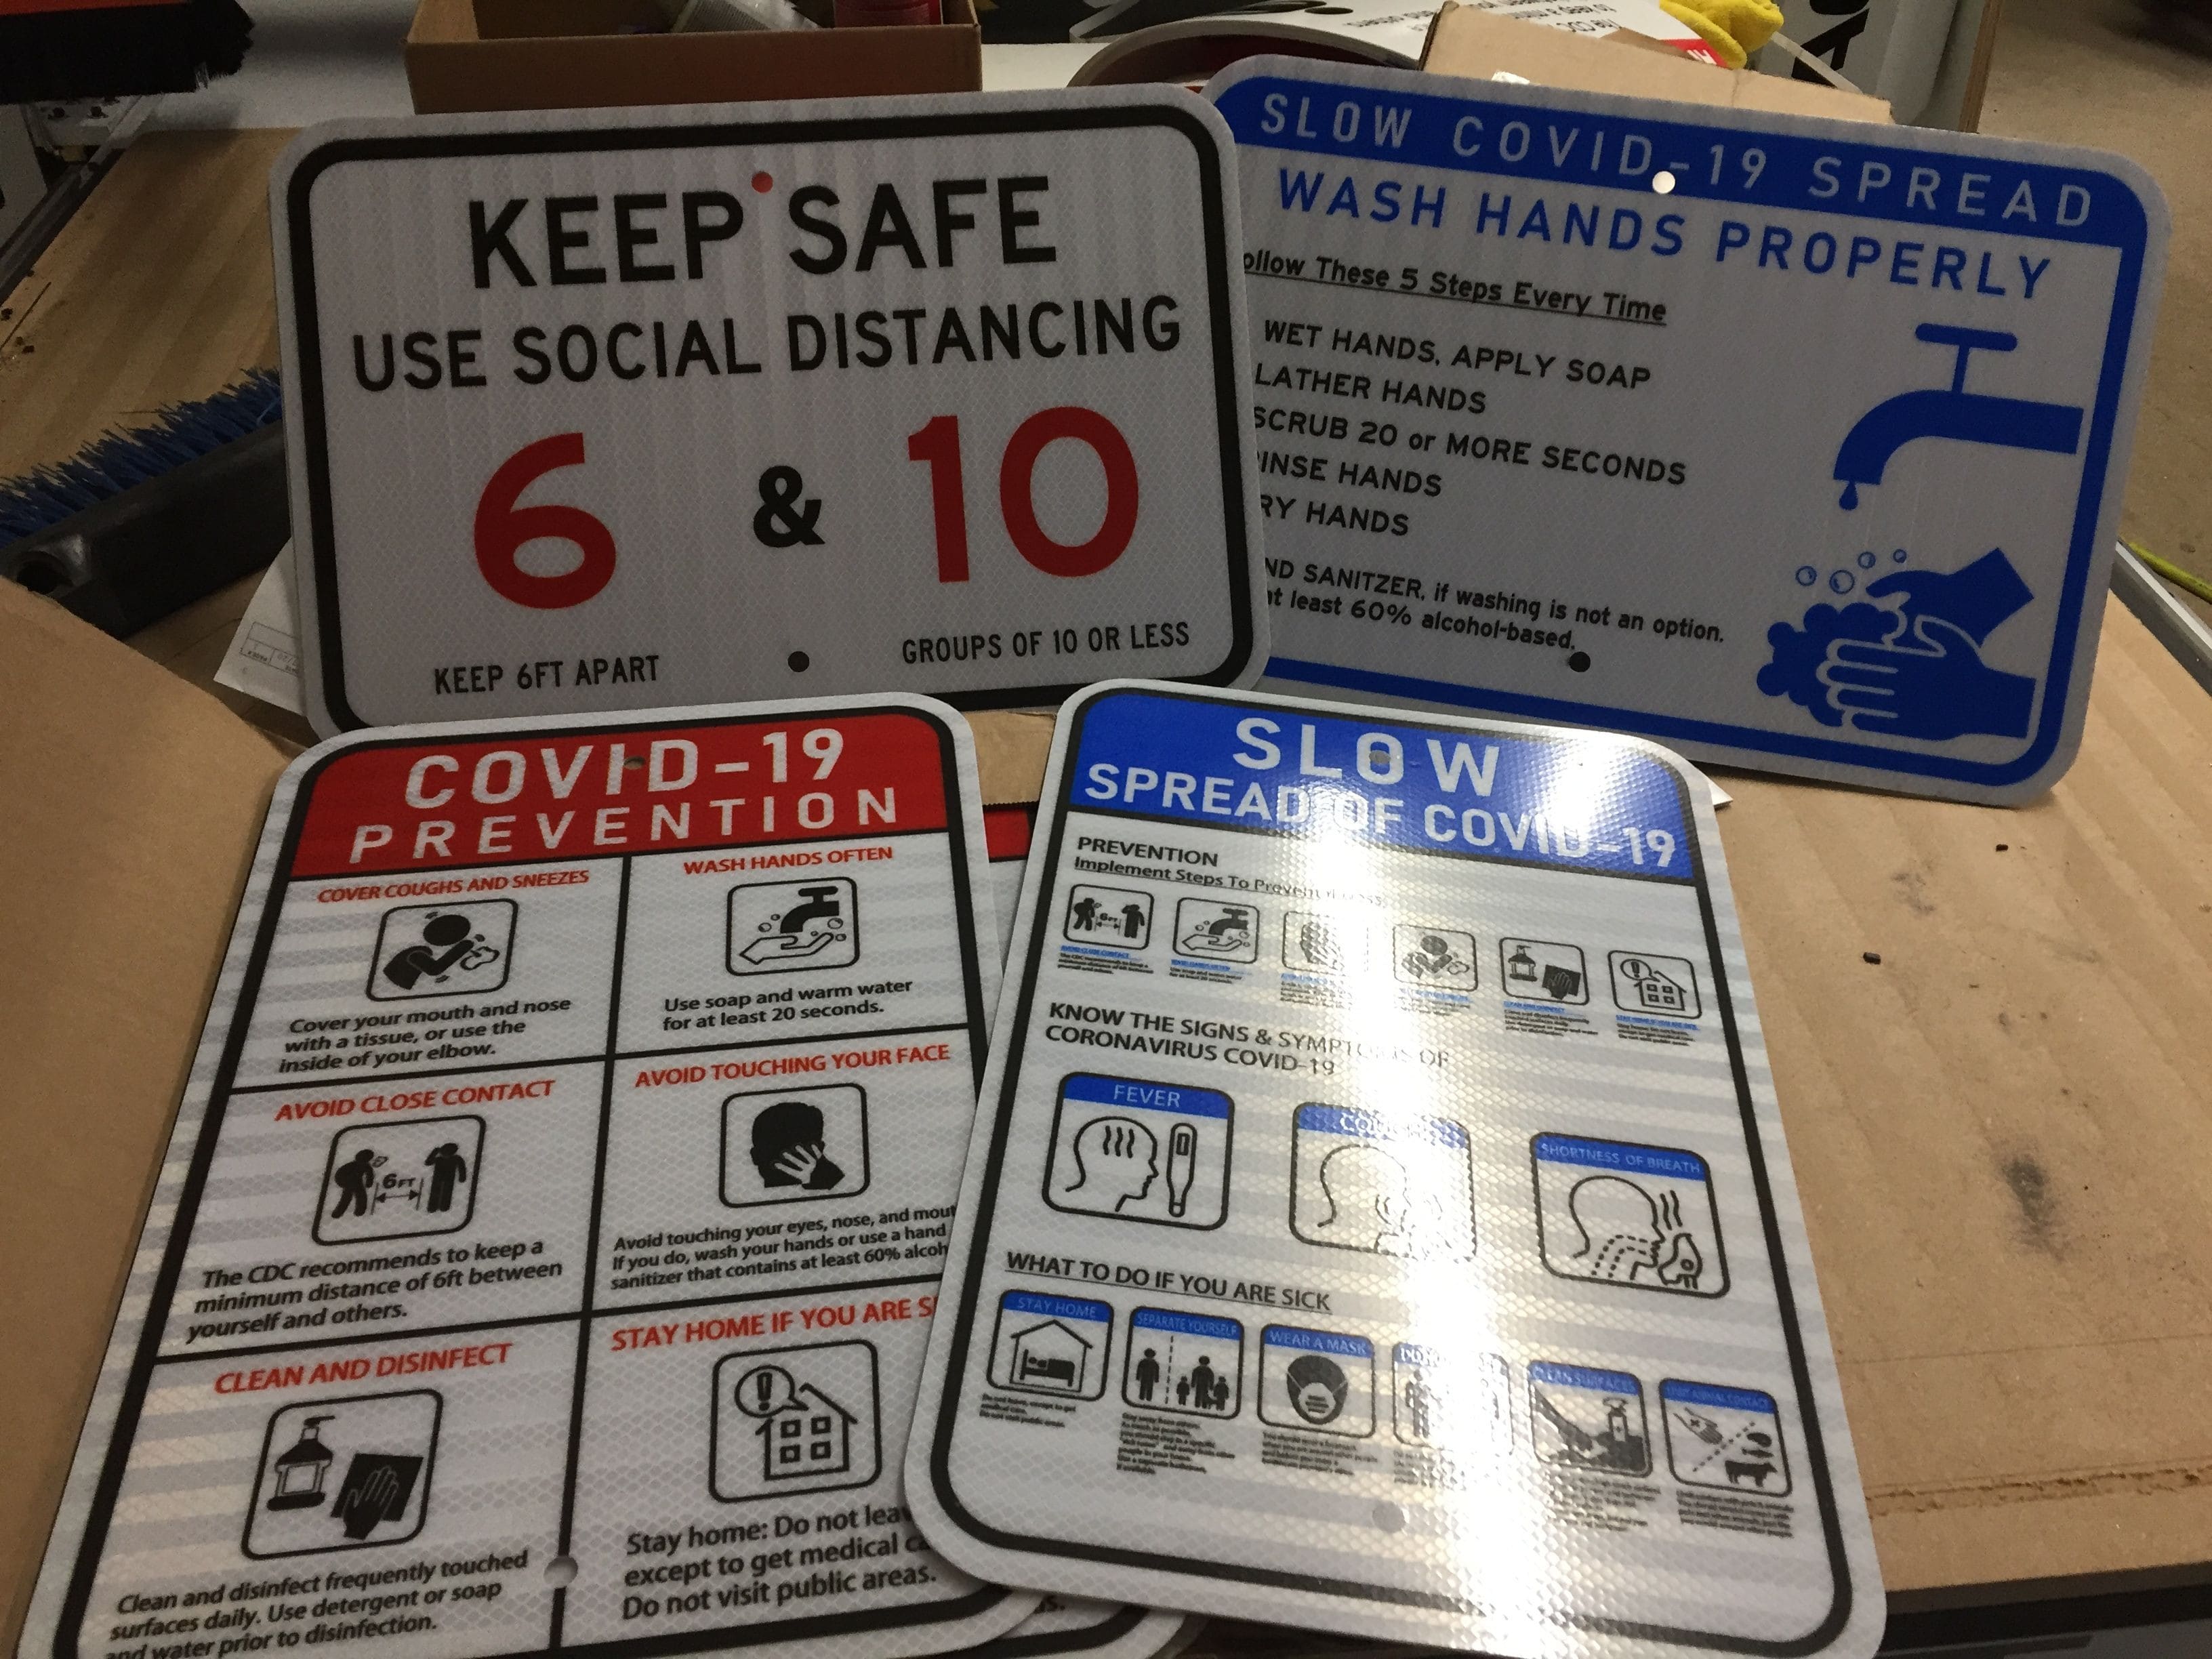 KEEP SAFE
USE SOCIAL DISTANCING
6 & 10
KEEP 6FT APART
GROUPS OF 10 OR LESS
SLOW COVID-19 SPREAD
WASH HANDS PROPERLY
ollow These 5 Steps Every Time
WET HANDS, APPLY SOAP
LATHER HANDS
SCRUB 20 or MORE SECONDS
INSE HANDS
RY HANDS
ND SANITZER, if washing is not an option.
at least 60% alcohol-based.
COVID-19
PREVENTION
COVER COUGHS AND SNEEZES
Cover your mouth and nose
with a tissue, or use the
inside of your elbow.
WASH HANDS OFTEN
Use soap and warm water
for at least 20 seconds.
AVOID CLOSE CONTACT
6FT
The CDC recommends to keep a
minimum distance of 6ft between
yourself and others.
AVOID TOUCHING YOUR FACE
Avoid touching your eyes, nose, and mout
If you do, wash your hands or use a hand
sanitizer that contains at least 60% alcoh
CLEAN AND DISINFECT
Clean and disinfect frequently touched
surfaces daily. Use detergent or soap
and water prior to disinfection.
STAY HOME IF YOU ARE S
Stay home: Do not leav
except to get medical c
Do not visit public areas.
SLOW
SPREAD OF COVID-19
PREVENTION
Implement Steps To Prevent
6FT
KNOW THE SIGNS & SYMPTOMS OF
CORONAVIRUS COVID-19
FEVER
COUGH
SHORTNESS OF BREATH
WHAT TO DO IF YOU ARE SICK
STAY HOME
SEPARATE YOURSELF
WEAR A MASK
CLEAN SURFACES